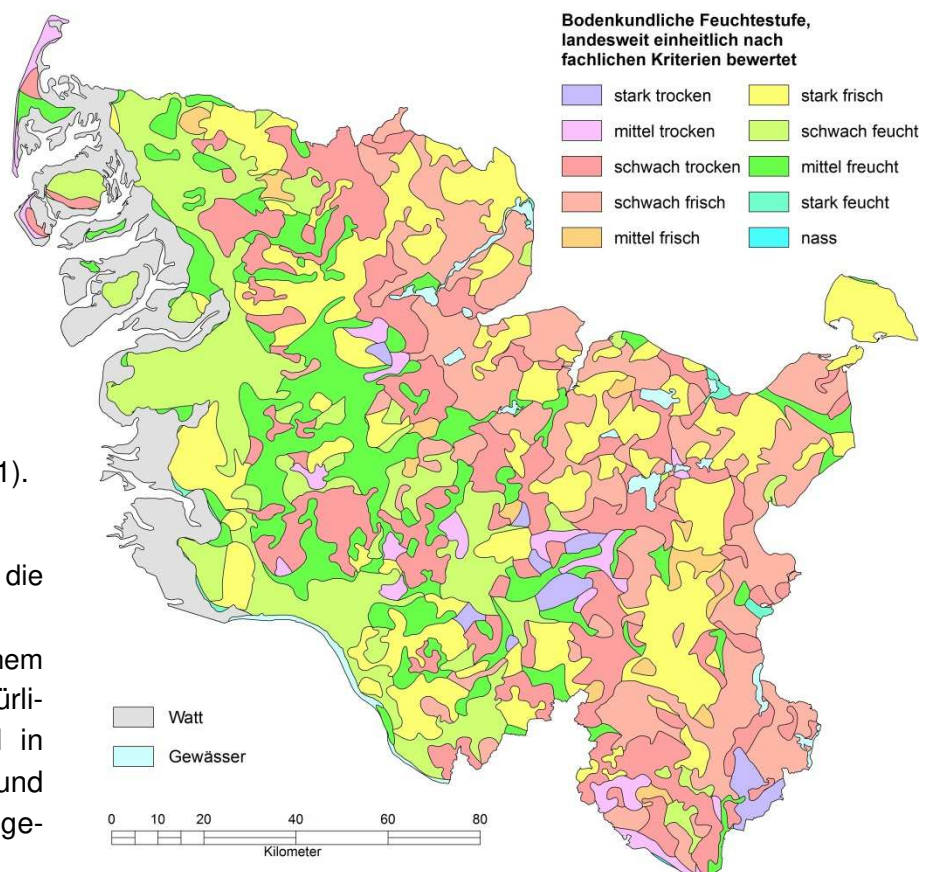 Bodenkundliche Feuchtestufe,
landesweit einheitlich nach
fachlichen Kriterien bewertet
stark trocken
mittel trocken
schwach trocken
schwach frisch
mittel frisch
stark frisch
schwach feucht
mittel freucht
stark feucht
nass
1).
die
nem
ürli-
l in
und
ge-
Watt
Gewässer
0 10 20 40 60 80
Kilometer